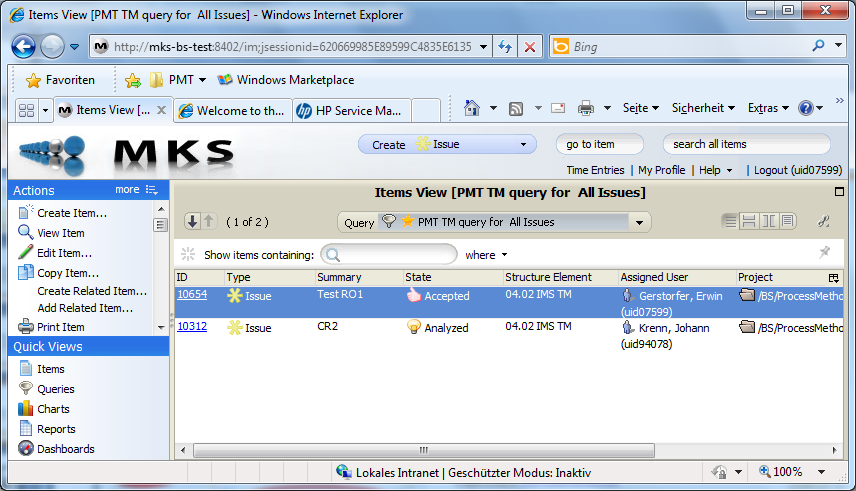 Items View [PMT TM query for  All Issues] - Windows Internet Explorer
http://mks-bs-test:8402/im;jsessionid=620669985E89599C4835E6135
Bing
Favoriten
PMT
Windows Marketplace
Items View [...
Welcome to th...
HP Service Ma...
Seite
Sicherheit
Extras
MKS
Create
Issue
go to item
search all items
Time Entries | My Profile | Help | Logout (uid07599)
Actions
more
Items View [PMT TM query for  All Issues]
Create Item...
View Item
Edit Item...
Copy Item...
Create Related Item...
Add Related Item...
Print Item
( 1 of 2 )
Query
PMT TM query for  All Issues
Show items containing:
where
ID Type Summary State Structure Element Assigned User Project
10654 Issue Test RO1 Accepted 04.02 IMS TM Gerstorfer, Erwin /BS/ProcessMetho
(uid07599)
10312 Issue CR2 Analyzed 04.02 IMS TM Krenn, Johann /BS/ProcessMetho
(uid94078)
Quick Views
Items
Queries
Charts
Reports
Dashboards
Lokales Intranet | Geschützter Modus: Inaktiv
100%